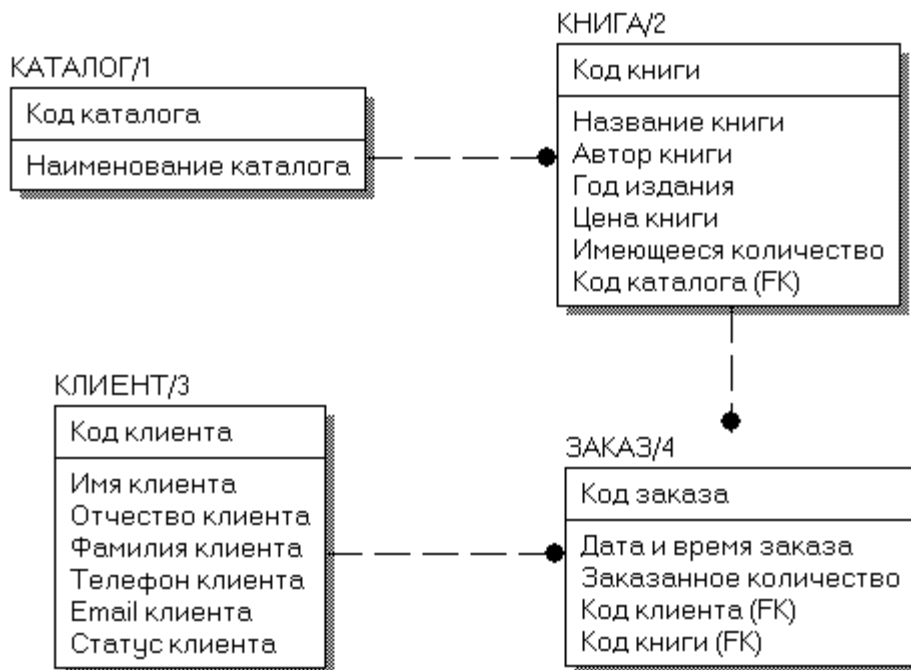 КАТАЛОГ/1
Код каталога
Наименование каталога
КНИГА/2
Код книги
Название книги
Автор книги
Год издания
Цена книги
Имеющееся количество
Код каталога (FK)
КЛИЕНТ/3
Код клиента
Имя клиента
Отчество клиента
Фамилия клиента
Телефон клиента
Email клиента
Статус клиента
ЗАКАЗ/4
Код заказа
Дата и время заказа
Заказанное количество
Код клиента (FK)
Код книги (FK)